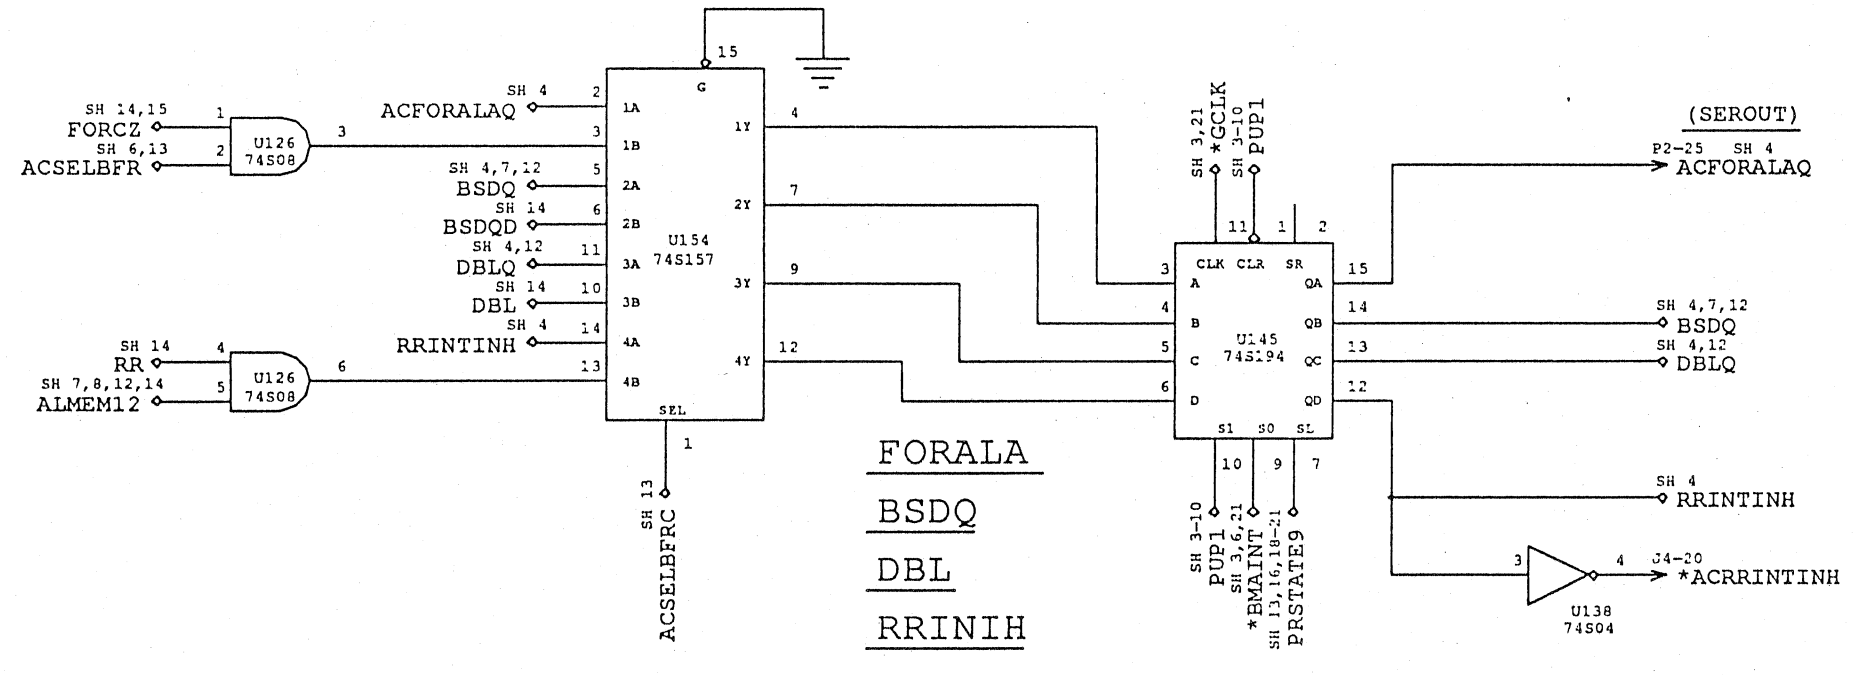 15
G
SH 14,15
FORCZ
1
SH 6,13
ACSELBFR
2
U126
74S08
3
SH 4
ACFORALAQ
2
1A
3
1B
SH 4,7,12
BSDQ
5
2A
SH 14
BSDQD
6
2B
SH 4,12
DBLQ
11
3A
SH 14
DBL
10
3B
SH 4
RRINTINH
14
4A
13
4B
SH 14
RR
4
SH 7,8,12,14
ALMEM12
5
U126
74S08
6
U154
74S157
1Y
4
2Y
7
3Y
9
4Y
12
SEL
1
SH 13
ACSELBFRC
FORALA
BSDQ
DBL
RRINIH
SH 3,21
*GCLK
SH 3-10
PUP1
11
1
2
CLK
CLR
SR
3
A
4
B
5
C
6
D
U145
74S194
QA
15
QB
14
QC
13
QD
12
S1
S0
SL
10
9
7
SH 3-10
PUP1
SH 3,6,21
*BMAINT
SH 13,16,18-21
PRSTATE9
(SEROUT)
P2-25 SH 4
ACFORALAQ
SH 4,7,12
BSDQ
SH 4,12
DBLQ
SH 4
RRINTINH
3
4
J4-20
*ACRRINTINH
U138
74S04